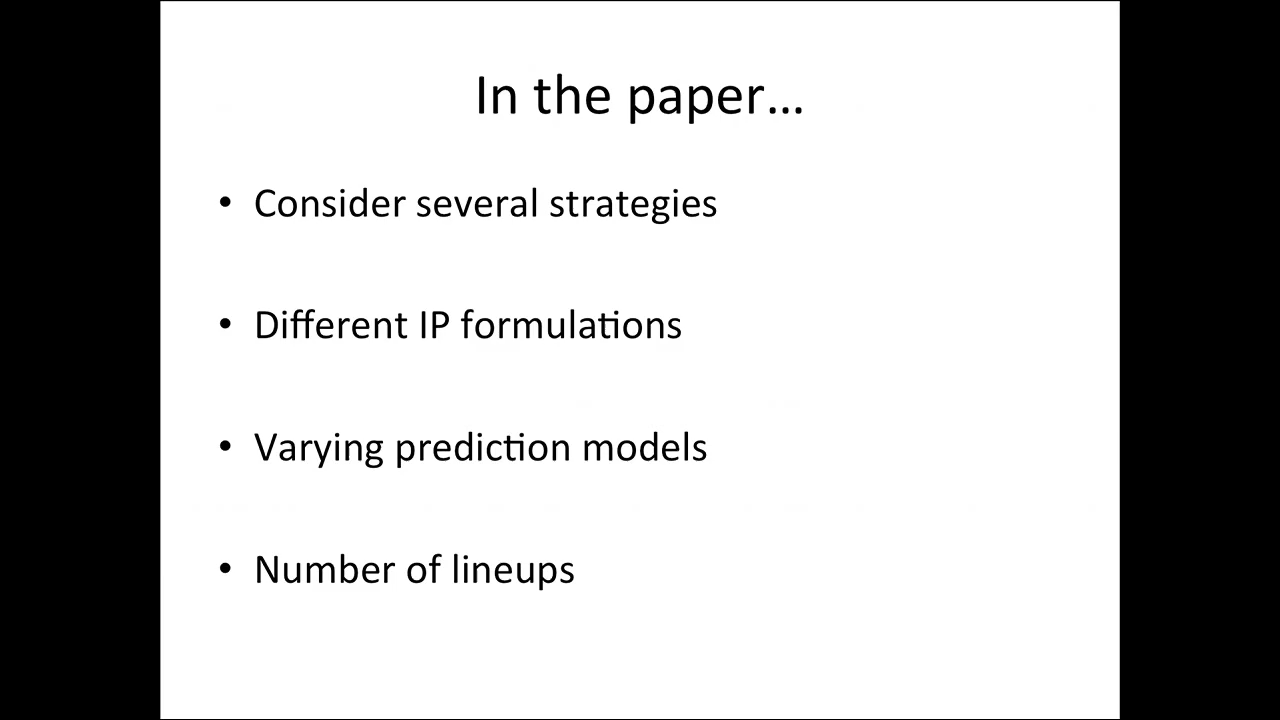 In the paper…
• Consider several strategies
• Different IP formulations
• Varying prediction models
• Number of lineups